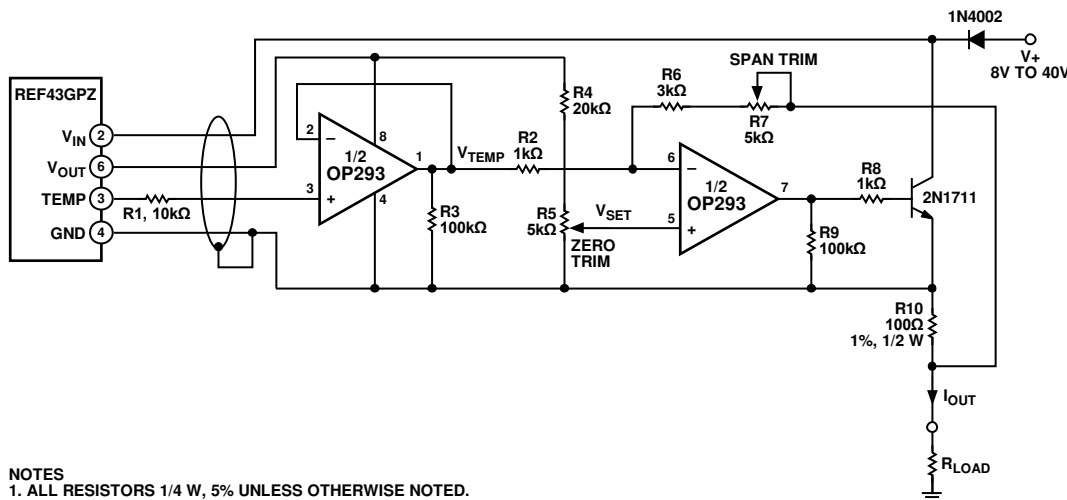 1N4002
V+
8V TO 40V
SPAN TRIM
R6
3kΩ
R7
5kΩ
REF43GPZ
R4
20kΩ
VIN
2
VOUT
6
TEMP
3
GND
4
R1, 10kΩ
2
3
8
1
4
1/2
OP293
VTEMP
R2
1kΩ
R3
100kΩ
R5
5kΩ
VSET
ZERO
TRIM
6
5
7
1/2
OP293
R8
1kΩ
2N1711
R9
100kΩ
R10
100Ω
1%, 1/2 W
IOUT
RLOAD
NOTES
1. ALL RESISTORS 1/4 W, 5% UNLESS OTHERWISE NOTED.